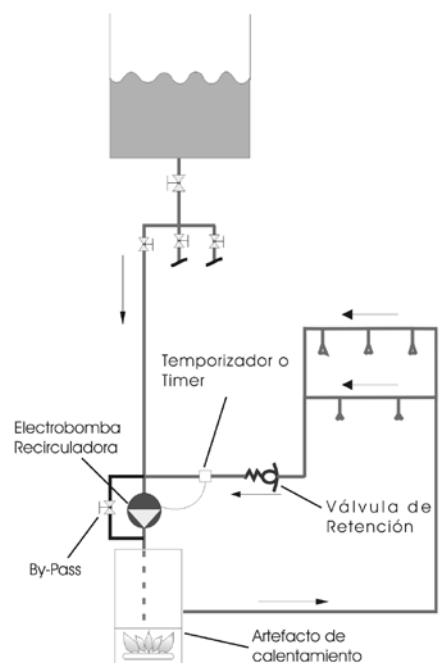 Temporizador o
Timer
Electrobomba
Recirculadora
Válvula de
Retención
By-Pass
Artefacto de
calentamiento